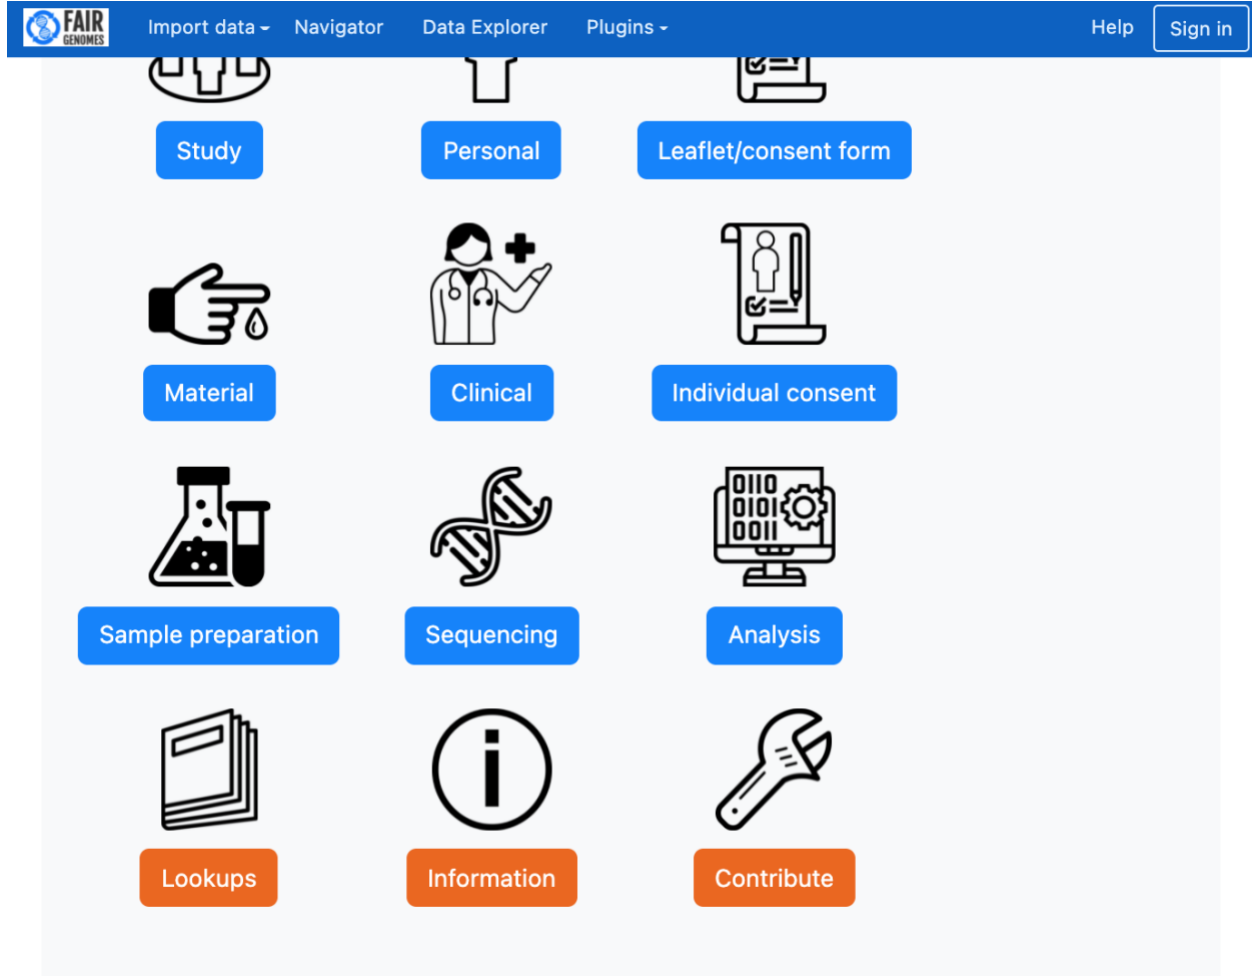 FAIR
GENOMES
Import data
Navigator
Data Explorer
Plugins
Help
Sign in
Study
Personal
Leaflet/consent form
Material
Clinical
Individual consent
0110
0101
0011
Sample preparation
Sequencing
Analysis
i
Lookups
Information
Contribute